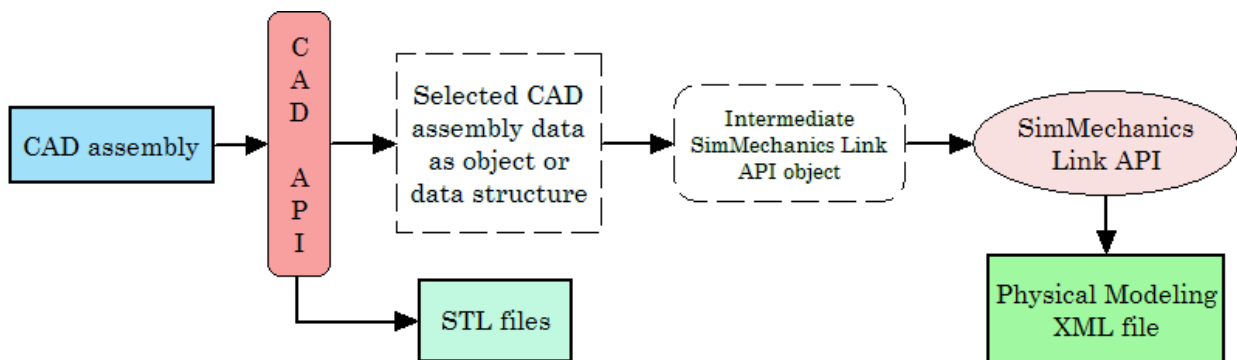 CAD assembly
C
A
D
A
P
I
Selected CAD
assembly data
as object or
data structure
Intermediate
SimMechanics Link
API object
SimMechanics
Link API
STL files
Physical Modeling
XML file